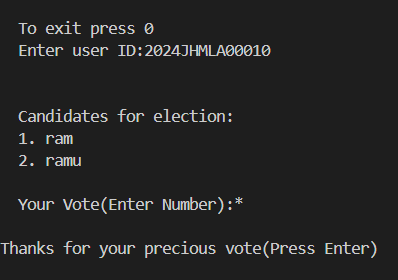 To exit press 0
Enter user ID:2024JHMLA00010
Candidates for election:
1. ram
2. ramu
Your Vote(Enter Number):*
Thanks for your precious vote(Press Enter)